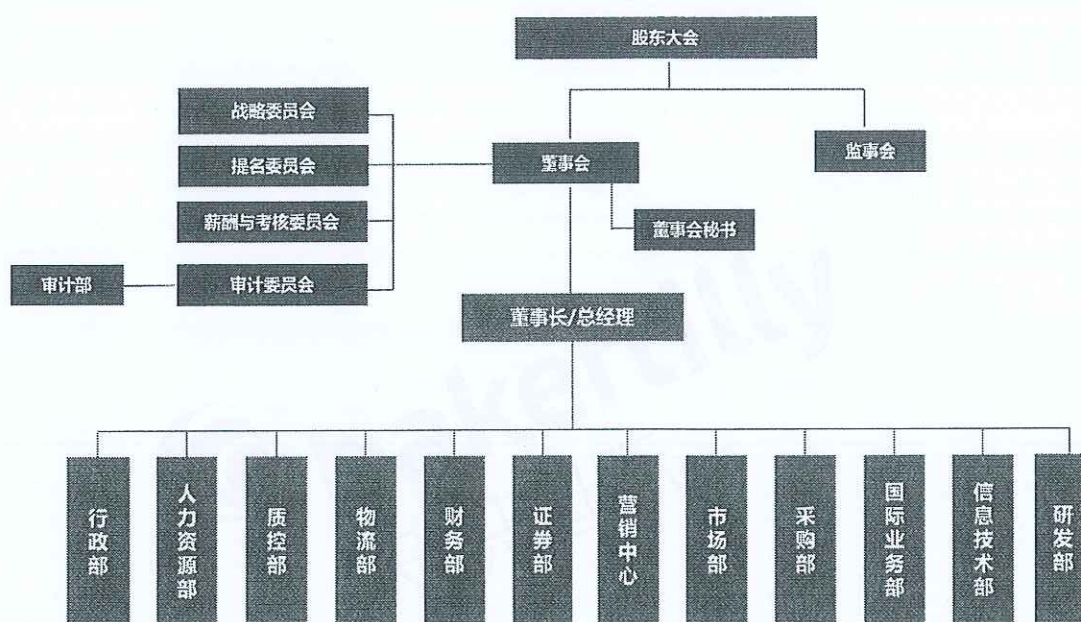 股东大会
战略委员会
提名委员会
董事会
监事会
薪酬与考核委员会
董事会秘书
审计部
审计委员会
董事长/总经理
行政部
人力资源部
质控部
物流部
财务部
证券部
营销中心
市场部
采购部
国际业务部
信息技术部
研发部